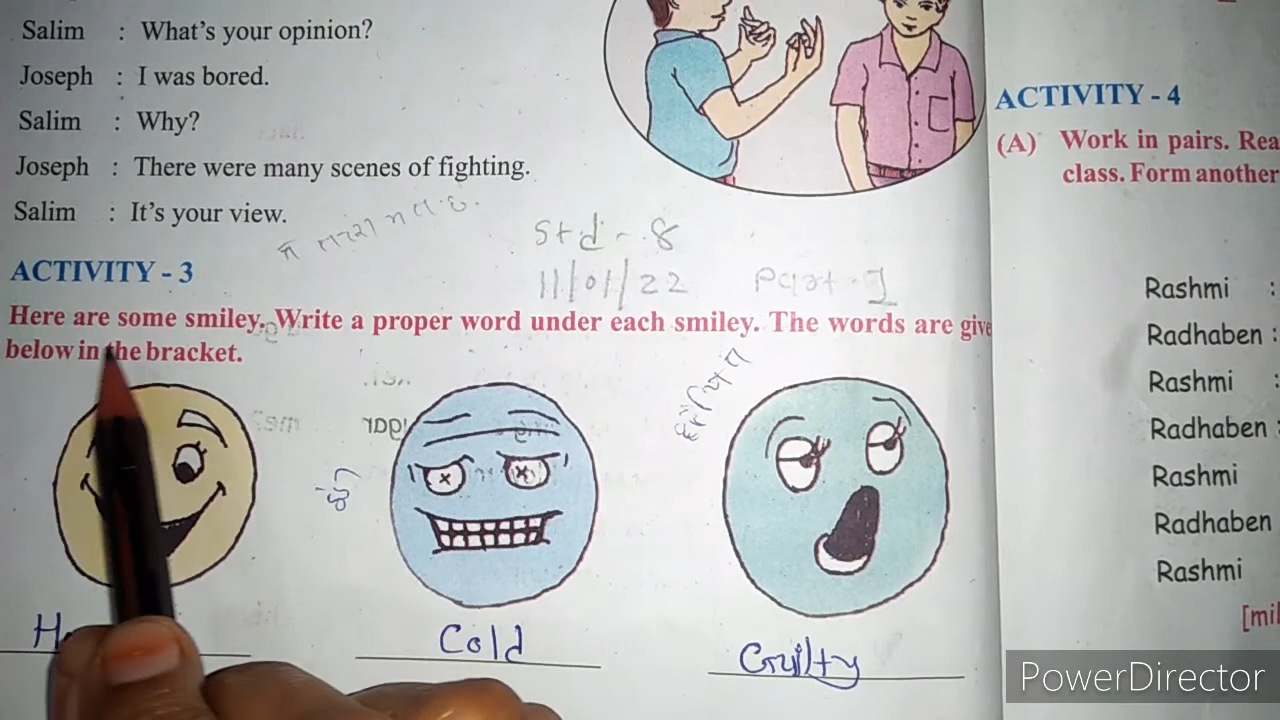 Salim : What's your opinion?
Joseph : I was bored.
Salim : Why?
Joseph : There were many scenes of fighting.
Salim : It's your view.
Std - 8
11/01/22 Part - 1
ACTIVITY - 3
Here are some smiley. Write a proper word under each smiley. The words are give
below in the bracket.
Cold
Guilty
ACTIVITY - 4
(A) Work in pairs. Rea
class. Form another
Rashmi :
Radhaben :
Rashmi :
Radhaben :
Rashmi
Radhaben
Rashmi
[mil
PowerDirector